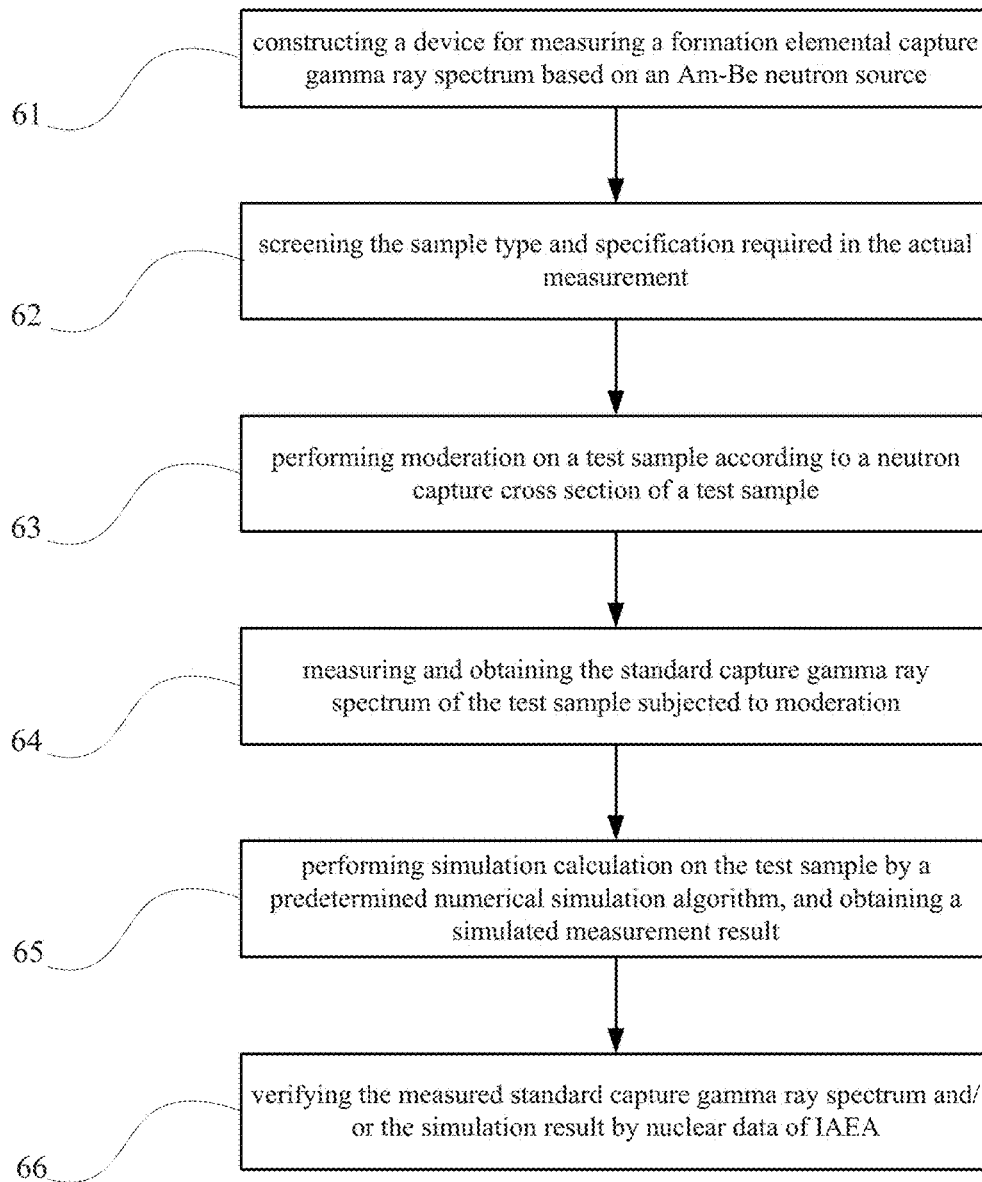 constructing a device for measuring a formation elemental capture
gamma ray spectrum based on an Am-Be neutron source
61
screening the sample type and specification required in the actual
measurement
62
performing moderation on a test sample according to a neutron
capture cross section of a test sample
63
measuring and obtaining the standard capture gamma ray
spectrum of the test sample subjected to moderation
64
performing simulation calculation on the test sample by a
predetermined numerical simulation algorithm, and obtaining a
simulated measurement result
65
verifying the measured standard capture gamma ray spectrum and/
or the simulation result by nuclear data of IAEA
66